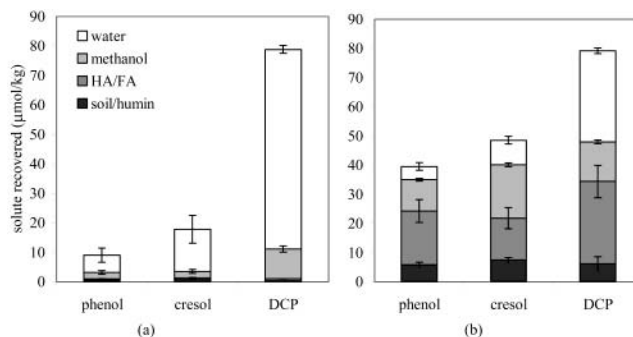 solute recovered (µmol/kg)
90
80
70
60
50
40
30
20
10
0
water
methanol
HA/FA
soil/humin
phenol cresol DCP
(a)
90
80
70
60
50
40
30
20
10
0
phenol cresol DCP
(b)